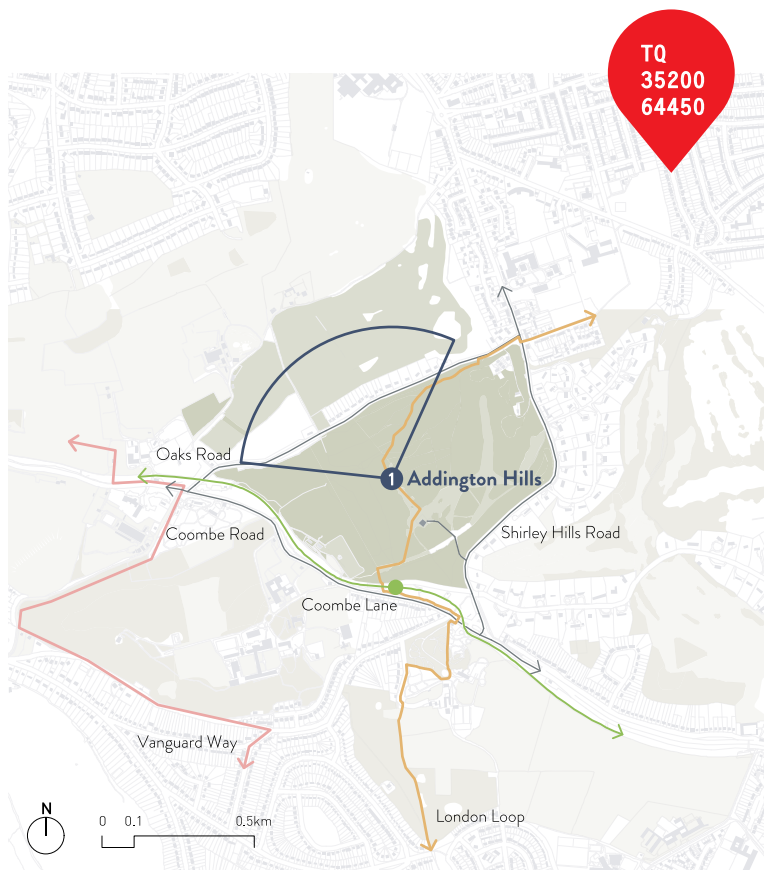 TQ
35200
64450
Oaks Road
1 Addington Hills
Coombe Road
Shirley Hills Road
Coombe Lane
Vanguard Way
N
0 0.1 0.5km
London Loop